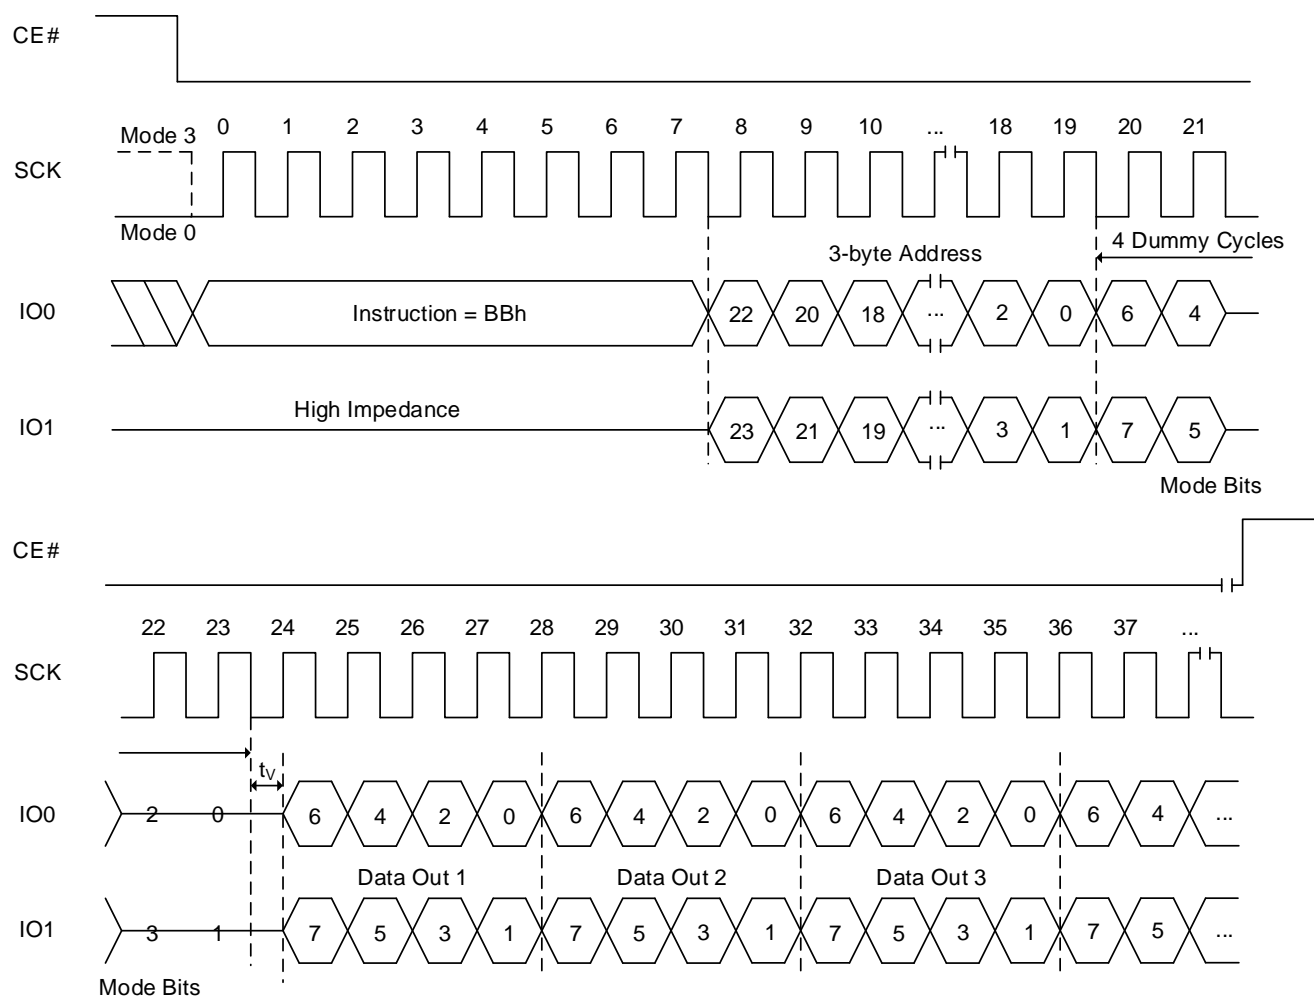 CE#
0 1 2 3 4 5 6 7 8 9 10 ... 18 19 20 21
Mode 3
SCK
Mode 0
3-byte Address
4 Dummy Cycles
IO0
Instruction = BBh
22 20 18 ... 2 0 6 4
High Impedance
IO1
23 21 19 ... 3 1 7 5
Mode Bits
CE#
22 23 24 25 26 27 28 29 30 31 32 33 34 35 36 37 ...
SCK
tV
IO0
2 0 6 4 2 0 6 4 2 0 6 4 2 0 6 4 ...
Data Out 1 Data Out 2 Data Out 3
IO1
3 1 7 5 3 1 7 5 3 1 7 5 3 1 7 5 ...
Mode Bits